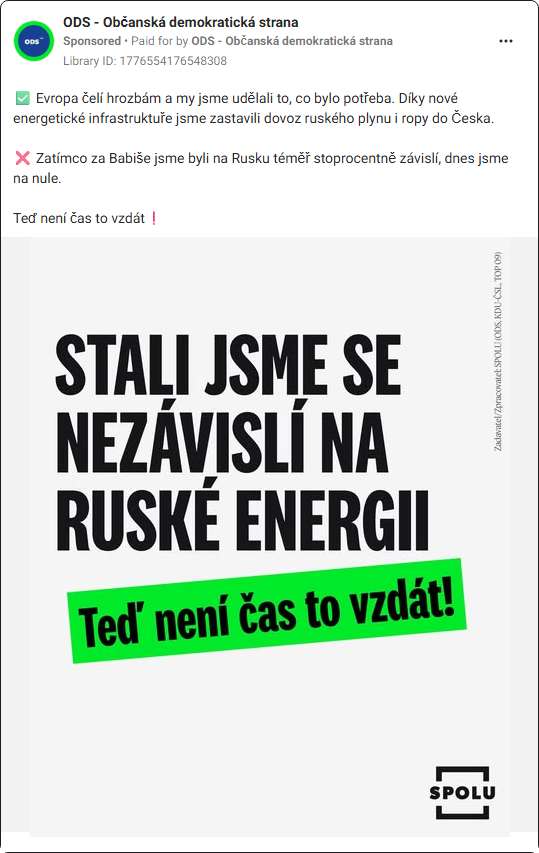 ODS - Občanská demokratická strana
Sponsored • Paid for by ODS - Občanská demokratická strana
Library ID: 1776554176548308
✅ Evropa čelí hrozbám a my jsme udělali to, co bylo potřeba. Díky nové
energetické infrastruktuře jsme zastavili dovoz ruského plynu i ropy do Česka.
❌ Zatímco za Babiše jsme byli na Rusku téměř stoprocentně závislí, dnes jsme
na nule.
Teď není čas to vzdát❗
Zadavatel/Zpracovatel: SPOLU (ODS, KDU-ČSL, TOP 09)
STALI JSME SE
NEZÁVISLÍ NA
RUSKÉ ENERGII
Teď není čas to vzdát!
SPOLU